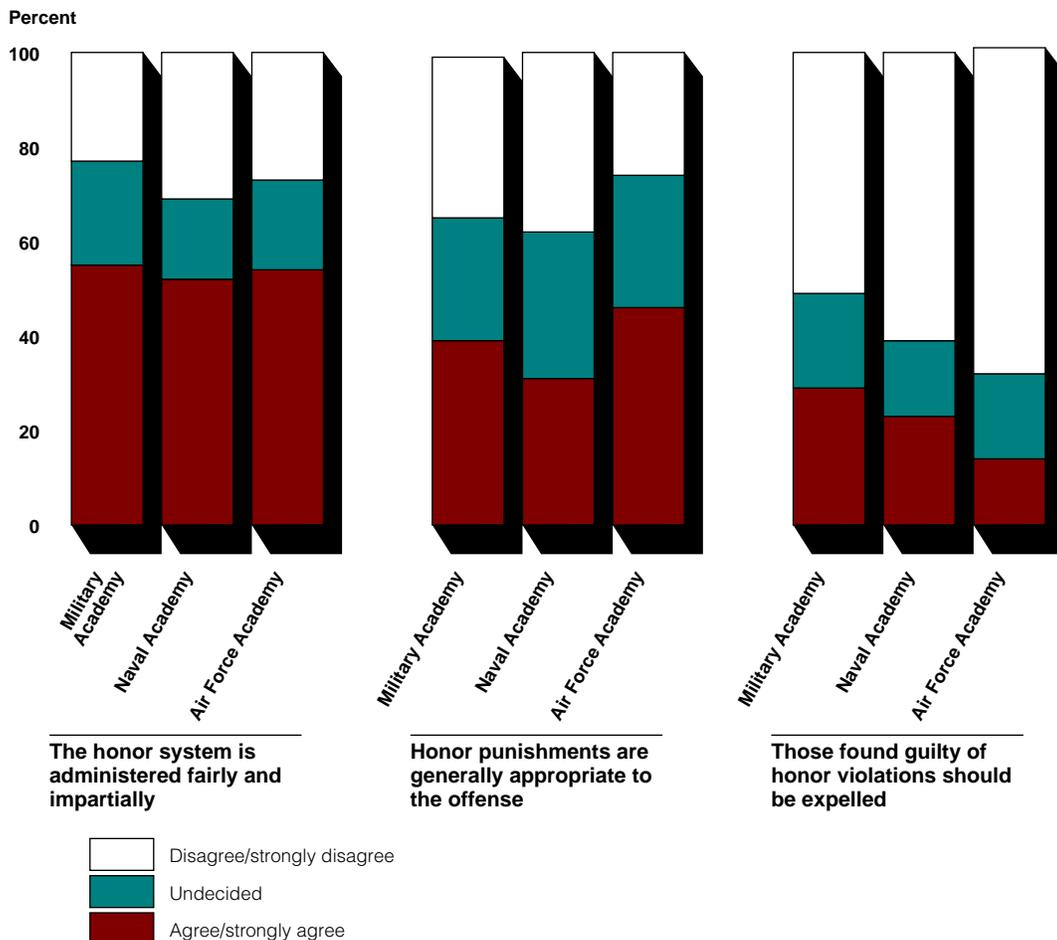 Percent
100
80
60
40
20
0
Military
Academy
Naval Academy
Air Force Academy
Military Academy
Naval Academy
Air Force Academy
Military Academy
Naval Academy
Air Force Academy
The honor system is
administered fairly and
impartially
Honor punishments are
generally appropriate to
the offense
Those found guilty of
honor violations should
be expelled
Disagree/strongly disagree
Undecided
Agree/strongly agree